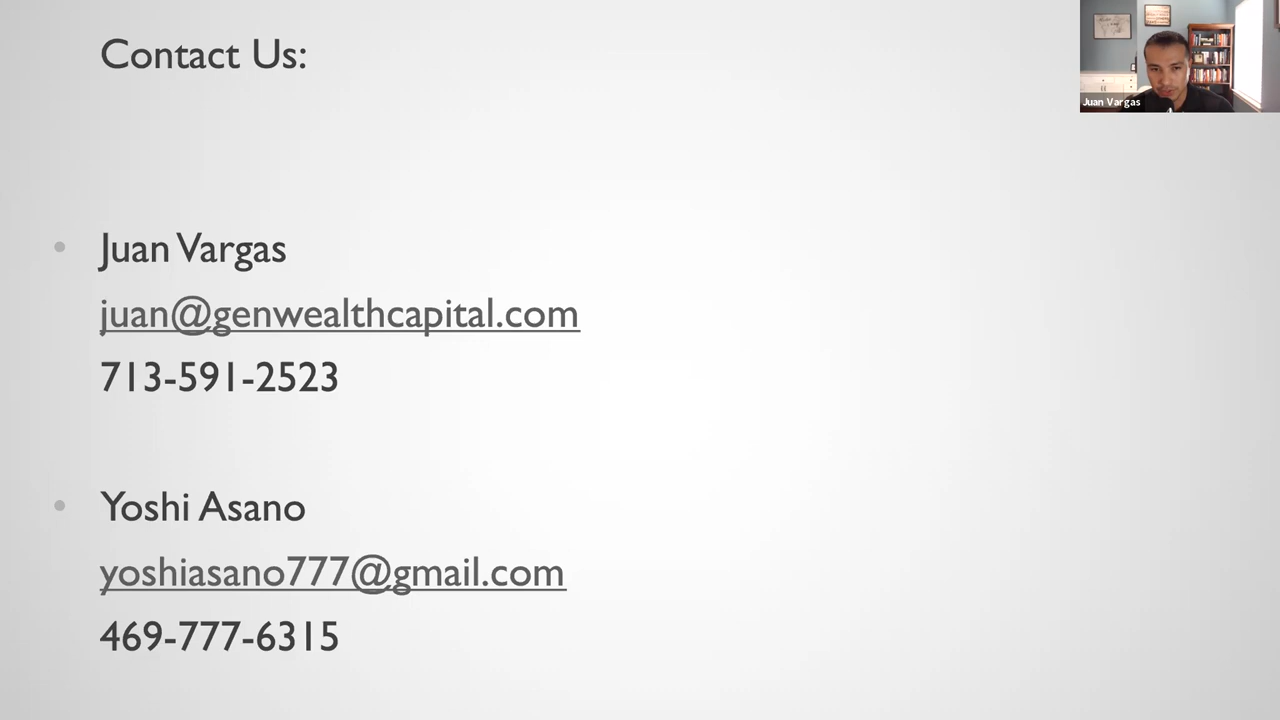 Contact Us:
Juan Vargas
• Juan Vargas
juan@genwealthcapital.com
713-591-2523
• Yoshi Asano
yoshiasano777@gmail.com
469-777-6315